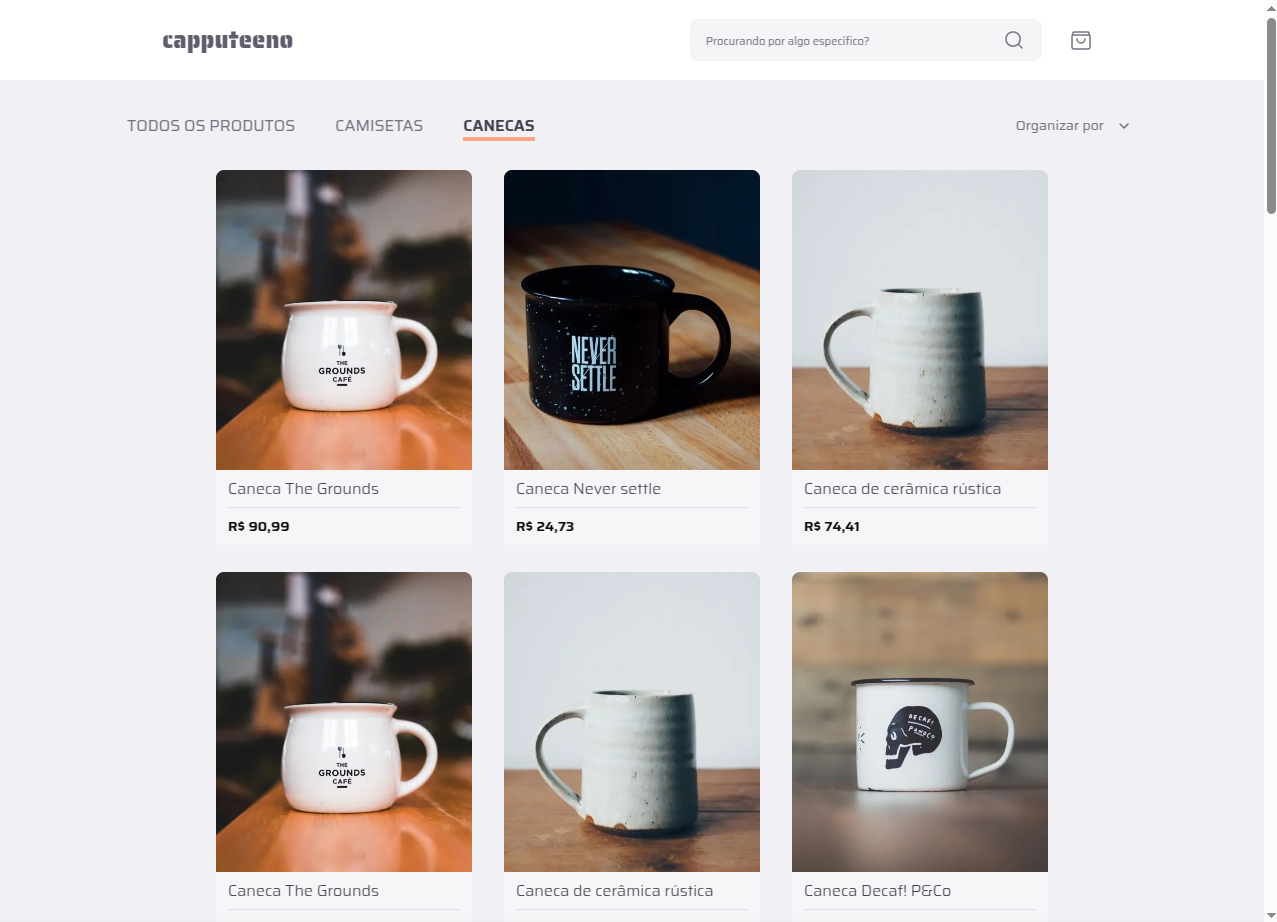 capputeeno
Procurando por algo específico?
TODOS OS PRODUTOS
CAMISETAS
CANECAS
Organizar por
THE
GROUNDS
CAFÉ
NEVER
SETTLE
Caneca The Grounds
R$ 90,99
Caneca Never settle
R$ 24,73
Caneca de cerâmica rústica
R$ 74,41
THE
GROUNDS
CAFÉ
DECAF!
P&CO
Caneca The Grounds
Caneca de cerâmica rústica
Caneca Decaf! P&Co